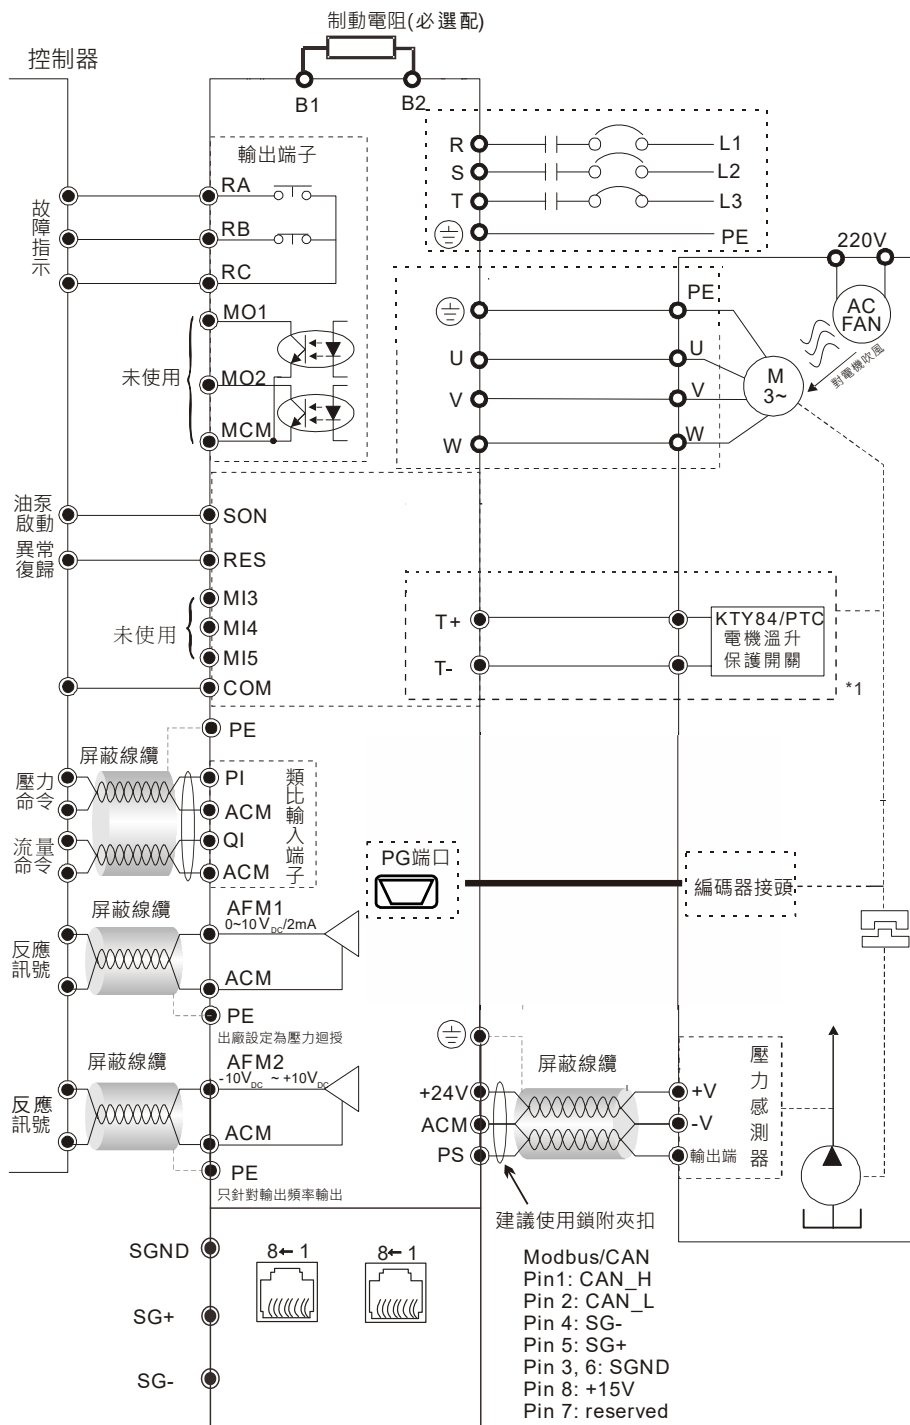 制動電阻(必選配)
控制器
B1
B2
輸出端子
R
L1
S
L2
T
L3
PE
RA
RB
RC
故障指示
220V
AC
FAN
對電機吹風
MO1
MO2
MCM
未使用
PE
U
U
V
V
W
W
M
3~
油泵
啟動
SON
異常
復歸
RES
MI3
MI4
MI5
未使用
COM
T+
T-
KTY84/PTC
電機溫升
保護開關
*1
PE
屏蔽線纜
壓力
命令
流量
命令
PI
ACM
QI
ACM
類比輸入端子
PG端口
編碼器接頭
屏蔽線纜
AFM1
0~10VDC/2mA
反應
訊號
ACM
PE
出廠設定為壓力迴授
屏蔽線纜
AFM2
-10VDC ~ +10VDC
反應
訊號
ACM
PE
只針對輸出頻率輸出
屏蔽線纜
+24V
ACM
PS
+V
-V
輸出端
壓力感測器
建議使用鎖附夾扣
SGND
SG+
SG-
8← 1
8← 1
Modbus/CAN
Pin1: CAN_H
Pin 2: CAN_L
Pin 4: SG-
Pin 5: SG+
Pin 3, 6: SGND
Pin 8: +15V
Pin 7: reserved